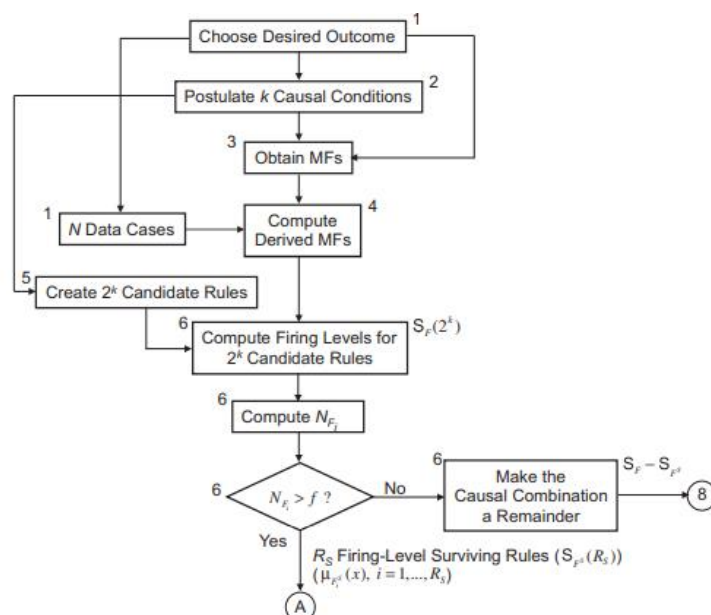 1
Choose Desired Outcome
2
Postulate k Causal Conditions
3
Obtain MFs
1
N Data Cases
4
Compute
Derived MFs
5
Create 2^k Candidate Rules
6
Compute Firing Levels for
2^k Candidate Rules
S_F(2^k)
6
Compute N_{F_i}
6
N_{F_i} > f ?
No
6
Make the
Causal Combination
a Remainder
S_F – S_{F^S}
8
Yes
R_S Firing-Level Surviving Rules (S_{F^S}(R_S))
(μ_{F_i^S}(x), i = 1,..., R_S)
A